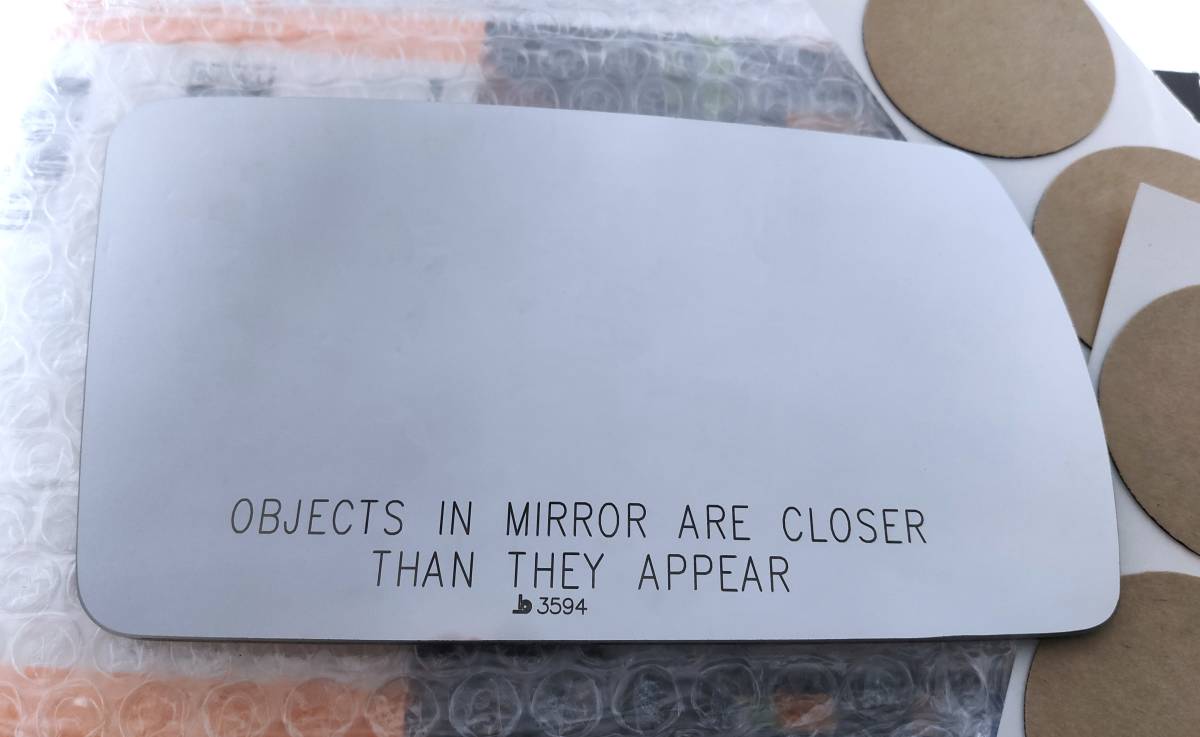 OBJECTS IN MIRROR ARE CLOSER
THAN THEY APPEAR
b 3594